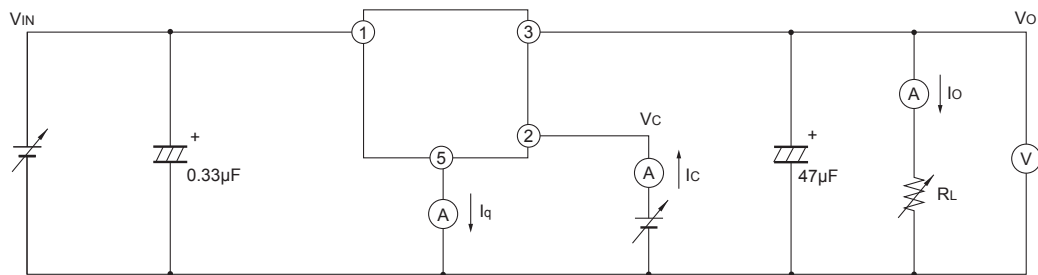 VIN
1
3
VO
A
IO
+
0.33μF
2
VC
5
A
IC
+
47μF
V
A
Iq
RL